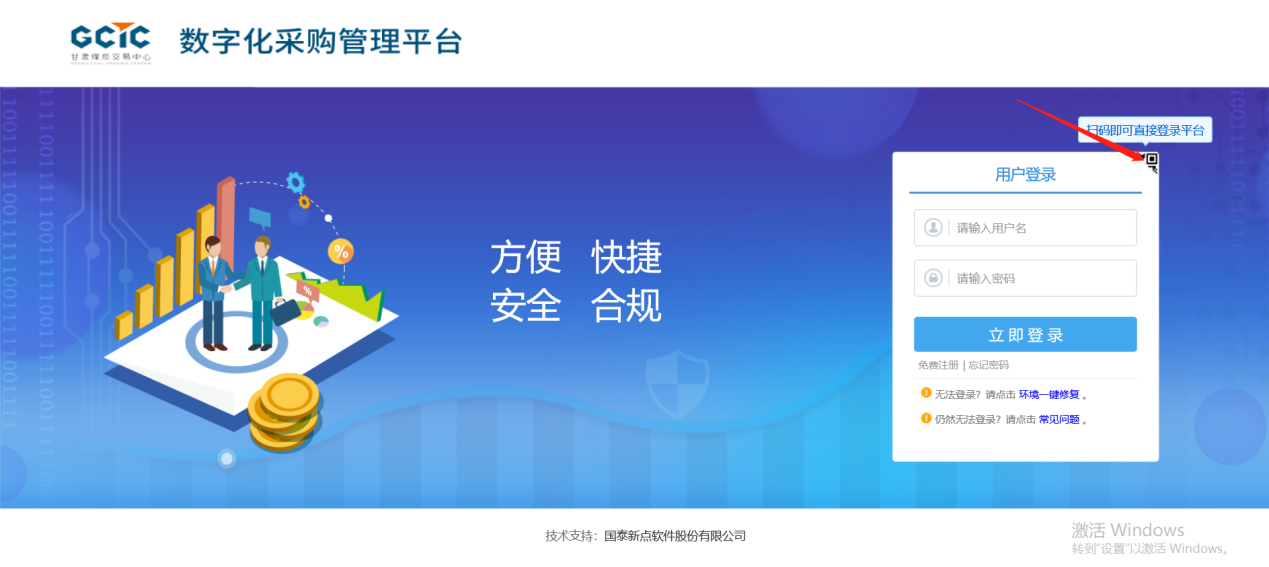 GCTC
甘肃煤炭交易中心
GANSU COAL TRADING CENTER
数字化采购管理平台
扫码即可直接登录平台
用户登录
请输入用户名
请输入密码
方便 快捷
安全 合规
%
%
立即登录
免费注册 | 忘记密码
无法登录？请点击 环境一键修复 。
仍然无法登录？请点击 常见问题 。
技术支持：国泰新点软件股份有限公司
激活 Windows
转到"设置"以激活 Windows。